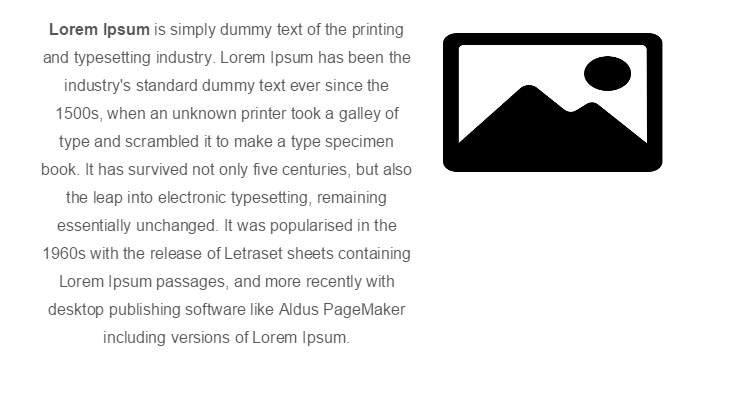 Lorem Ipsum is simply dummy text of the printing
and typesetting industry. Lorem Ipsum has been the
industry's standard dummy text ever since the
1500s, when an unknown printer took a galley of
type and scrambled it to make a type specimen
book. It has survived not only five centuries, but also
the leap into electronic typesetting, remaining
essentially unchanged. It was popularised in the
1960s with the release of Letraset sheets containing
Lorem Ipsum passages, and more recently with
desktop publishing software like Aldus PageMaker
including versions of Lorem Ipsum.